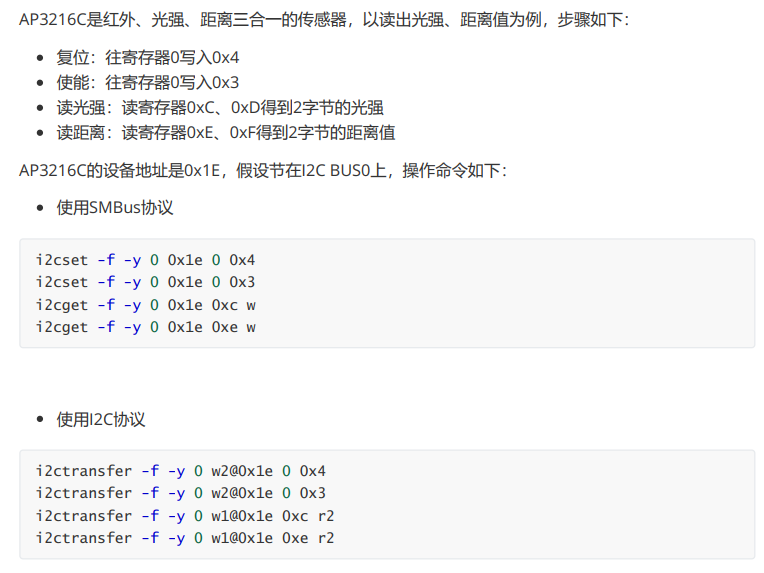 AP3216C是红外、光强、距离三合一的传感器，以读出光强、距离值为例，步骤如下：
复位：往寄存器0写入0x4
使能：往寄存器0写入0x3
读光强：读寄存器0xC、0xD得到2字节的光强
读距离：读寄存器0xE、0xF得到2字节的距离值
AP3216C的设备地址是0x1E，假设节在I2C BUS0上，操作命令如下：
使用SMBus协议
i2cset -f -y 0 0x1e 0 0x4
i2cset -f -y 0 0x1e 0 0x3
i2cget -f -y 0 0x1e 0xc w
i2cget -f -y 0 0x1e 0xe w
使用I2C协议
i2ctransfer -f -y 0 w2@0x1e 0 0x4
i2ctransfer -f -y 0 w2@0x1e 0 0x3
i2ctransfer -f -y 0 w1@0x1e 0xc r2
i2ctransfer -f -y 0 w1@0x1e 0xe r2